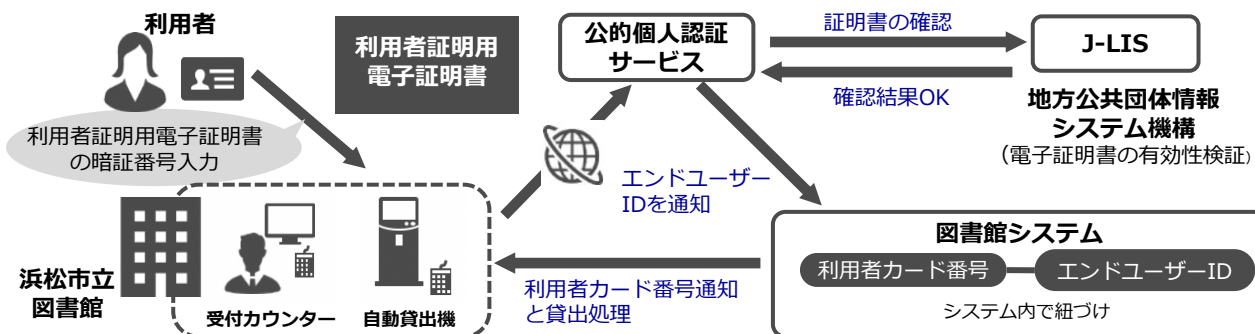 利用者
利用者証明用
電子証明書
利用者証明用電子証明書
の暗証番号入力
公的個人認証
サービス
証明書の確認
確認結果OK
J-LIS
地方公共団体情報
システム機構
（電子証明書の有効性検証)
エンドユーザー
IDを通知
浜松市立
図書館
受付カウンター
自動貸出機
利用者カード番号通知
と貸出処理
図書館システム
利用者カード番号
エンドユーザーID
システム内で紐づけ